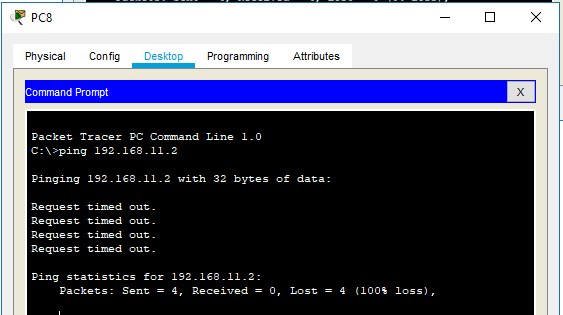 PC8
Physical Config Desktop Programming Attributes
Command Prompt X
Packet Tracer PC Command Line 1.0
C:\>ping 192.168.11.2
Pinging 192.168.11.2 with 32 bytes of data:
Request timed out.
Request timed out.
Request timed out.
Request timed out.
Ping statistics for 192.168.11.2:
Packets: Sent = 4, Received = 0, Lost = 4 (100% loss),